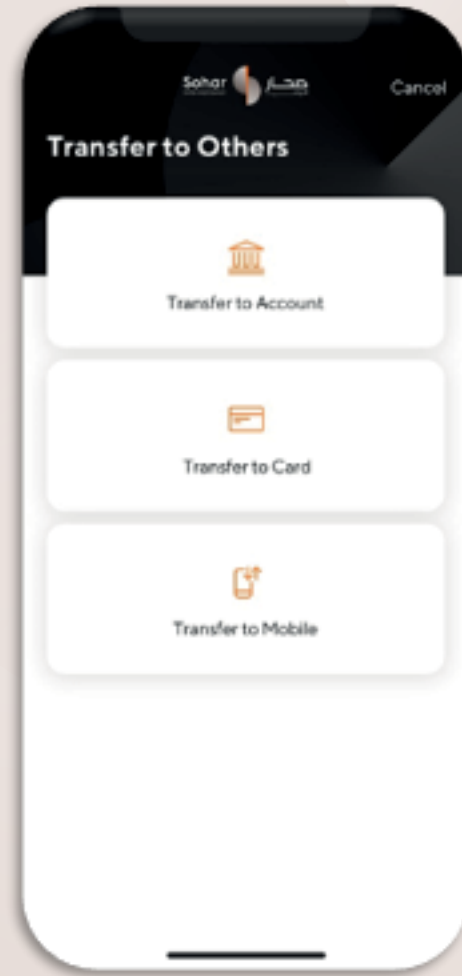 Sohar صحار
Cancel
Transfer to Others
Transfer to Account
Transfer to Card
Transfer to Mobile